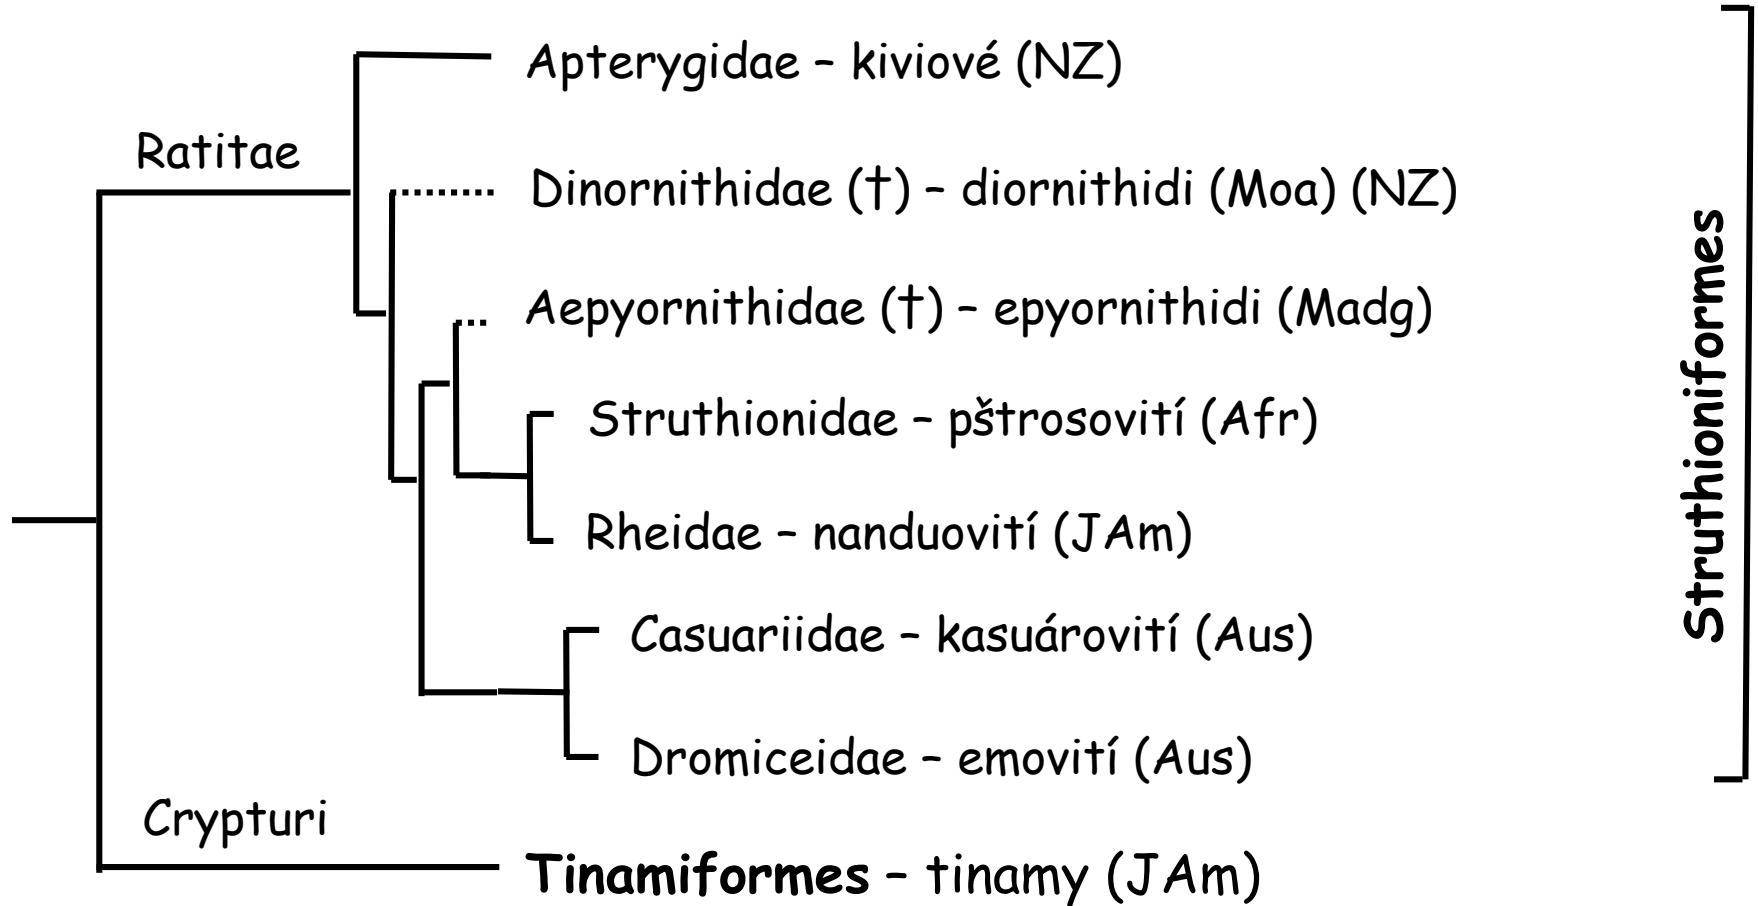 Apterygidae – kiviové (NZ)
Ratitae
Dinornithidae (†) – diornithidi (Moa) (NZ)
Aepyornithidae (†) – epyornithidi (Madg)
Struthionidae – pštrosovití (Afr)
Rheidae – nanduovití (JAm)
Casuariidae – kasuárovití (Aus)
Dromiceidae – emovití (Aus)
Struthioniformes
Crypturi
Tinamiformes – tinamy (JAm)